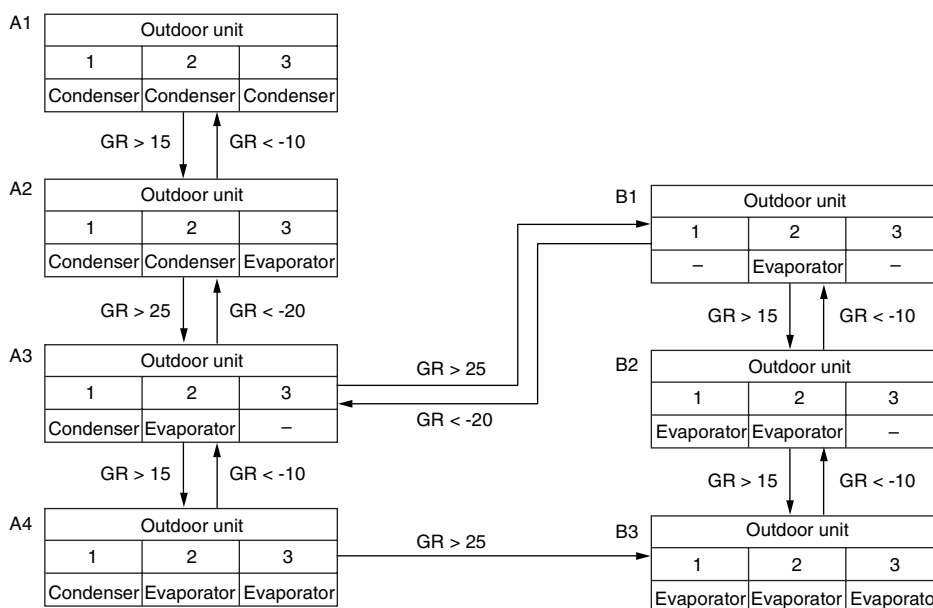 A1
Outdoor unit
1 2 3
Condenser Condenser Condenser
GR > 15 GR < -10
A2
Outdoor unit
1 2 3
Condenser Condenser Evaporator
GR > 25 GR < -20
A3
Outdoor unit
1 2 3
Condenser Evaporator –
GR > 15 GR < -10
A4
Outdoor unit
1 2 3
Condenser Evaporator Evaporator
GR > 25
GR < -20
GR > 25
B1
Outdoor unit
1 2 3
– Evaporator –
GR > 15 GR < -10
B2
Outdoor unit
1 2 3
Evaporator Evaporator –
GR > 15 GR < -10
B3
Outdoor unit
1 2 3
Evaporator Evaporator Evaporato